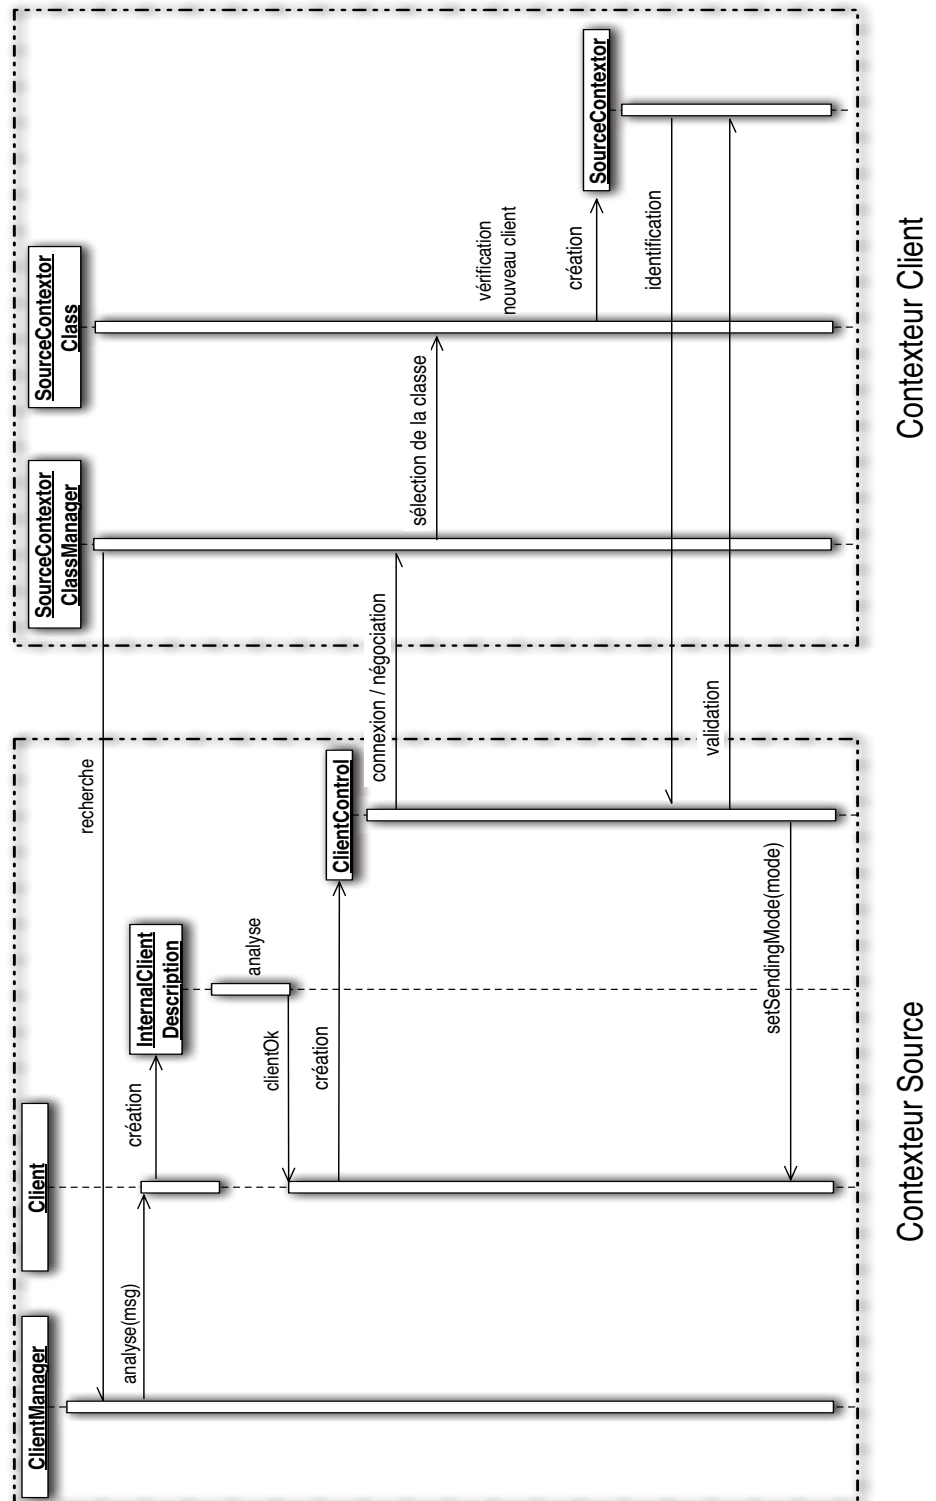 ClientManager
Client
InternalClient
Description
ClientControl
SourceContextor
ClassManager
SourceContextor
Class
SourceContextor
recherche
analyse(msg)
création
analyse
clientOk
création
connexion / négociation
sélection de la classe
vérification
nouveau client
création
identification
validation
setSendingMode(mode)
Contexteur Source
Contexteur Client